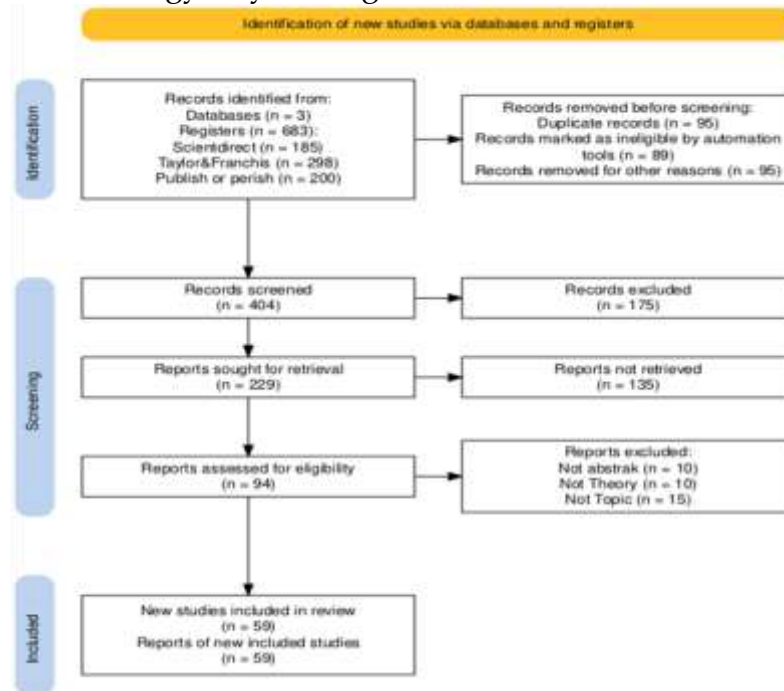 Identification of new studies via databases and registers
Identification
Records identified from:
Databases (n = 3)
Registers (n = 683):
Scientidirect (n = 185)
Taylor&Franchis (n = 298)
Publish or perish (n = 200)
Records removed before screening:
Duplicate records (n = 95)
Records marked as ineligible by automation
tools (n = 89)
Records removed for other reasons (n = 95)
Screening
Records screened
(n = 404)
Records excluded
(n = 175)
Reports sought for retrieval
(n = 229)
Reports not retrieved
(n = 135)
Reports assessed for eligibility
(n = 94)
Reports excluded:
Not abstrak (n = 10)
Not Theory (n = 10)
Not Topic (n = 15)
Included
New studies included in review
(n = 59)
Reports of new included studies
(n = 59)